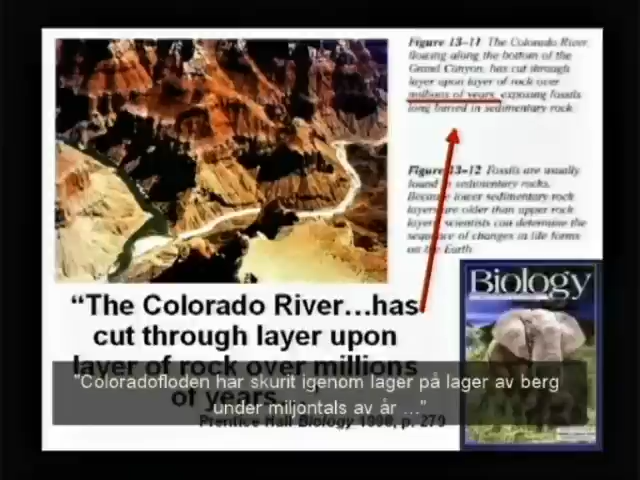 Figure 13–11 The Colorado River,
flowing along the bottom of the
Grand Canyon, has cut through
layer upon layer of rock over
millions of years, exposing fossils
long buried in sedimentary rock.
Figure 13–12 Fossils are usually
found in sedimentary rocks.
Because lower sedimentary rock
layers are older than upper rock
layers, scientists can determine the
sequence of changes in life forms
on the Earth.
Biology
“The Colorado River…has
cut through layer upon
layer of rock over millions
of years…
Prentice Hall Biology 1998, p. 279
"Coloradofloden har skurit igenom lager på lager av berg
under miljontals av år ..."